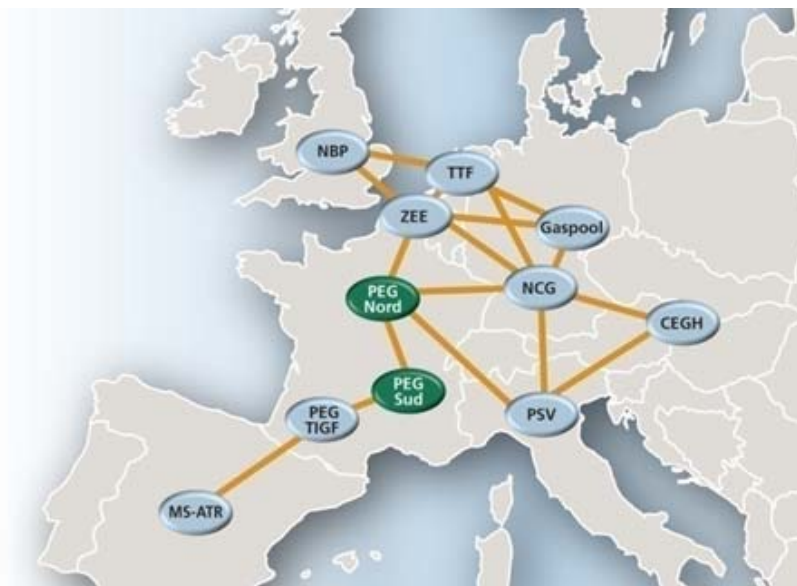 NBP
TTF
ZEE
Gaspool
PEG
Nord
NCG
CEGH
PEG
Sud
PEG
TIGF
PSV
MS-ATR